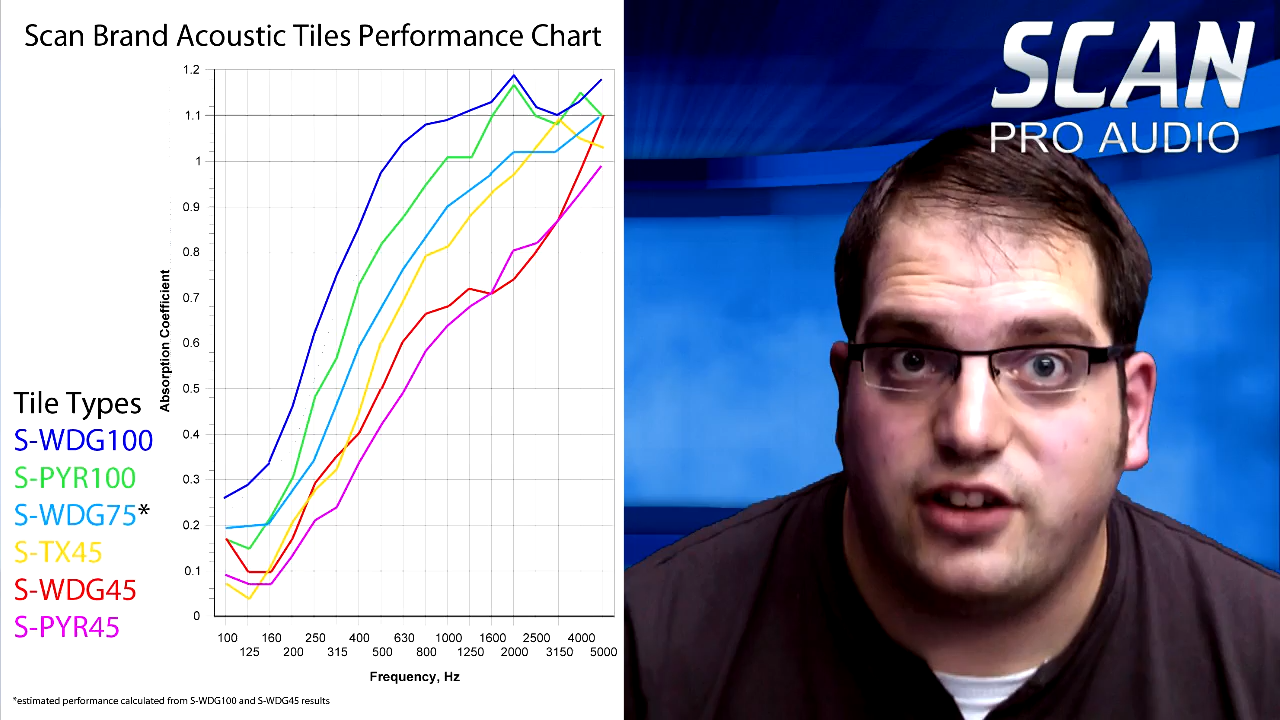 Scan Brand Acoustic Tiles Performance Chart
SCAN
PRO AUDIO
1.2
1.1
1
0.9
0.8
0.7
0.6
0.5
0.4
0.3
0.2
0.1
0
Absorption Coefficient
Tile Types
S-WDG100
S-PYR100
S-WDG75*
S-TX45
S-WDG45
S-PYR45
100 160 250 400 630 1000 1600 2500 4000
125 200 315 500 800 1250 2000 3150 5000
Frequency, Hz
*estimated performance calculated from S-WDG100 and S-WDG45 results